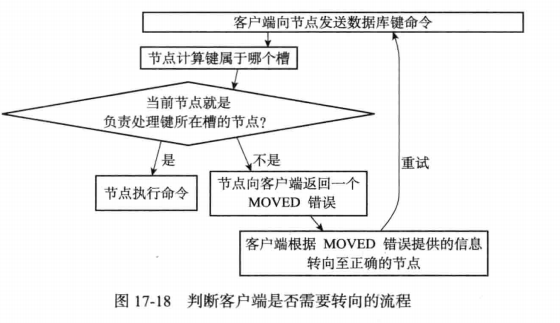 客户端向节点发送数据库键命令
节点计算键属于哪个槽
当前节点就是
负责处理键所在槽的节点?
是
不是
重试
节点执行命令
节点向客户端返回一个
MOVED 错误
客户端根据 MOVED 错误提供的信息
转向至正确的节点
图 17-18 判断客户端是否需要转向的流程